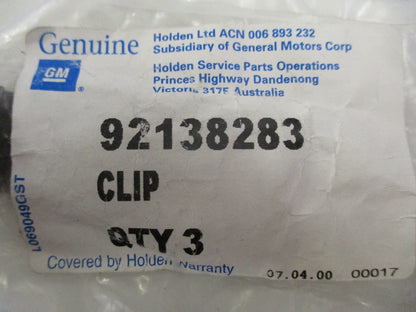 Genuine
GM
Holden Ltd ACN 006 893 232
Subsidiary of General Motors Corp
Holden Service Parts Operations
Princes Highway Dandenong
Victoria 3175 Australia
92138283
CLIP
QTY 3
L069049GST
Covered by Holden Warranty
07.04.00 00017